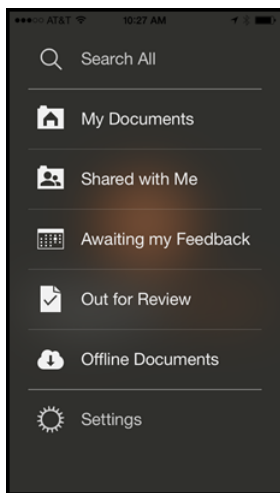 AT&T 10:27 AM
Search All
My Documents
Shared with Me
Awaiting my Feedback
Out for Review
Offline Documents
Settings